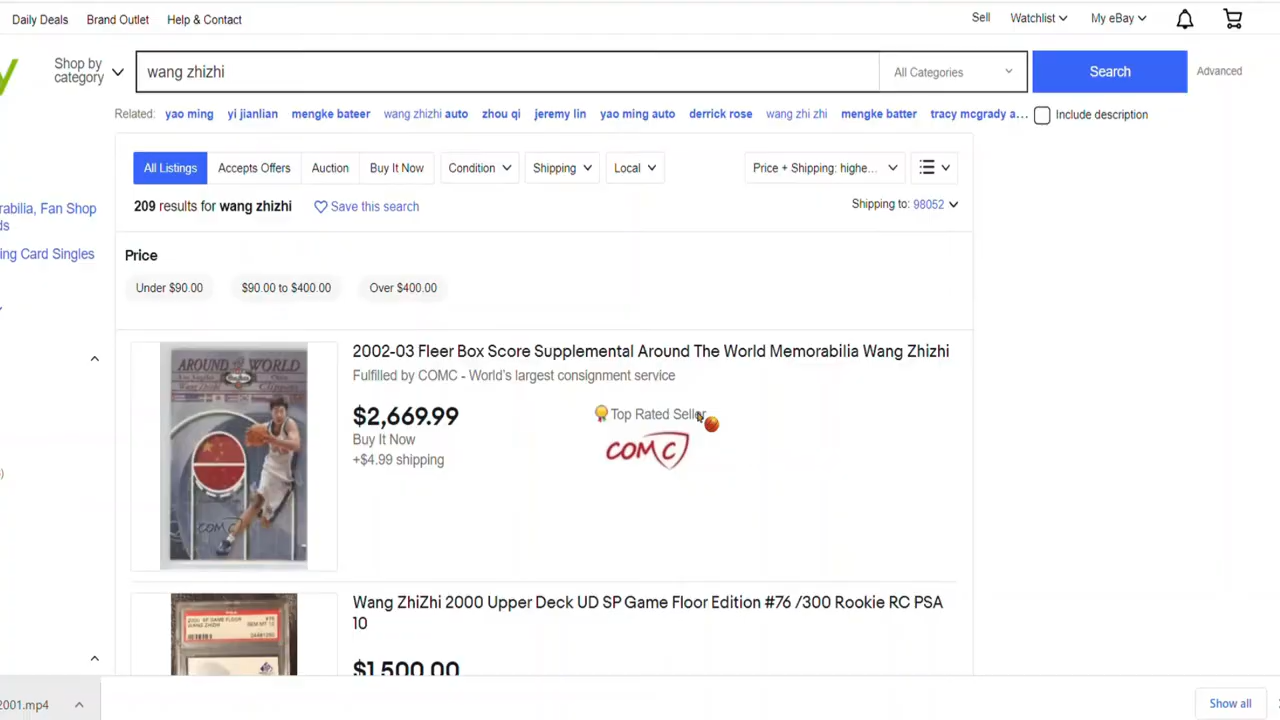 Daily Deals Brand Outlet Help & Contact Sell Watchlist My eBay
Shop by
category
wang zhizhi
All Categories
Search
Advanced
Related: yao ming yi jianlian mengke bateer wang zhizhi auto zhou qi jeremy lin yao ming auto derrick rose wang zhi zhi mengke batter tracy mcgrady a...
Include description
All Listings Accepts Offers Auction Buy It Now Condition Shipping Local Price + Shipping: highe...
209 results for wang zhizhi
Save this search
Shipping to: 98052
rabilia, Fan Shop
ds
ing Card Singles
Price
Under $90.00 $90.00 to $400.00 Over $400.00
AROUND THE WORLD
COMC
2002-03 Fleer Box Score Supplemental Around The World Memorabilia Wang Zhizhi
Fulfilled by COMC - World's largest consignment service
$2,669.99
Buy It Now
+$4.99 shipping
Top Rated Seller
COMC
Wang ZhiZhi 2000 Upper Deck UD SP Game Floor Edition #76 /300 Rookie RC PSA
10
$1,500.00
2001.mp4
Show all